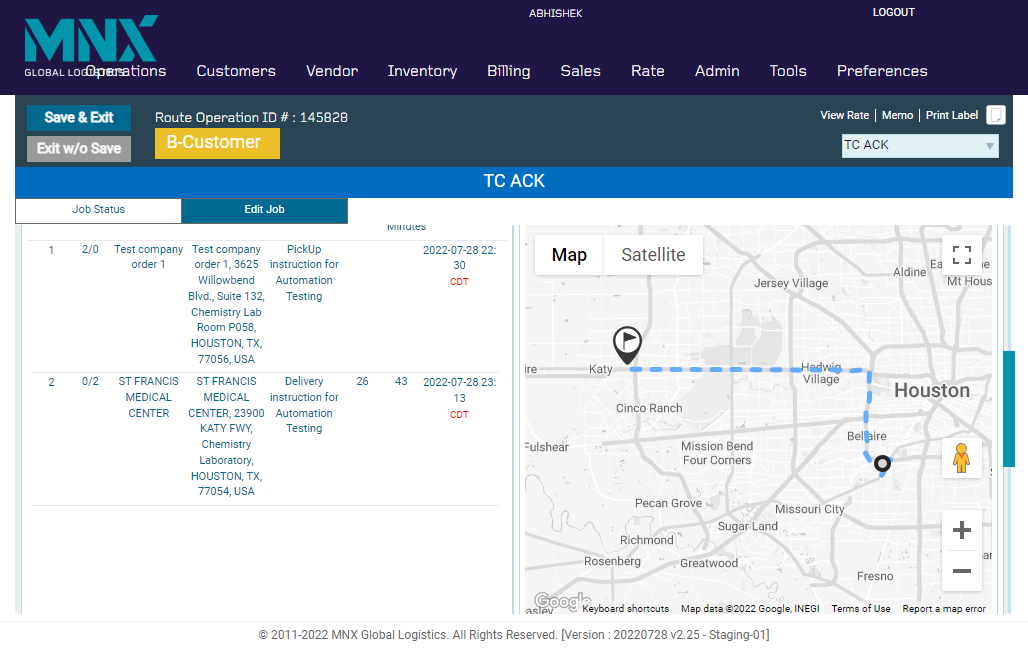 ABHISHEK
LOGOUT
MNX
GLOBAL LOGISTICS
Operations Customers Vendor Inventory Billing Sales Rate Admin Tools Preferences
Save & Exit
Exit w/o Save
Route Operation ID # : 145828
B-Customer
View Rate | Memo | Print Label
TC ACK
TC ACK
Job Status
Edit Job
Minutes
1 2/0 Test company Test company PickUp 2022-07-28 22:
order 1 order 1, 3625 instruction for 30
Willowbend Automation CDT
Blvd., Suite 132, Testing
Chemistry Lab
Room P058,
HOUSTON, TX,
77056, USA
2 0/2 ST FRANCIS ST FRANCIS Delivery 26 43 2022-07-28 23:
MEDICAL MEDICAL instruction for 13
CENTER CENTER, 23900 Automation CDT
KATY FWY, Testing
Chemistry
Laboratory,
HOUSTON, TX,
77054, USA
Map
Satellite
Aldine
Mt Hous
Jersey Village
Katy
Hedwig
Village
Houston
Cinco Ranch
Bellaire
Fulshear
Mission Bend
Four Corners
Pecan Grove
Missouri City
Sugar Land
Richmond
Rosenberg
Greatwood
Fresno
Google
Keyboard shortcuts Map data ©2022 Google, INEGI Terms of Use Report a map error
© 2011-2022 MNX Global Logistics. All Rights Reserved. [Version : 20220728 v2.25 - Staging-01]